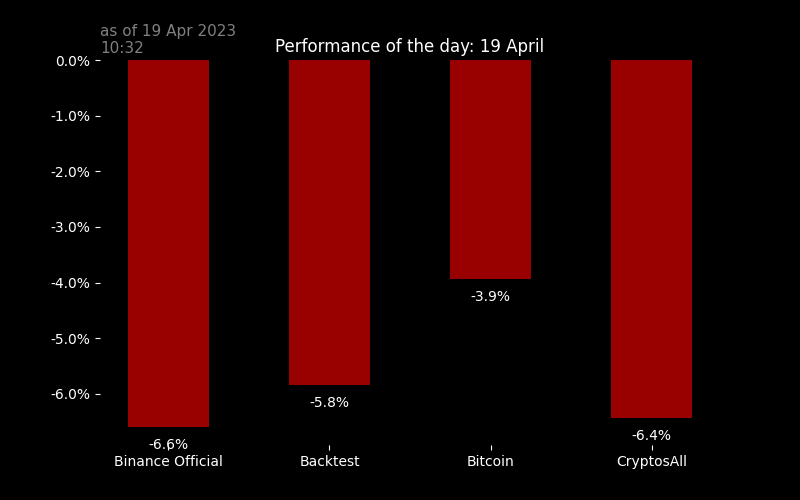 as of 19 Apr 2023
10:32
Performance of the day: 19 April
0.0%
-1.0%
-2.0%
-3.0%
-4.0%
-5.0%
-6.0%
-6.6%
-5.8%
-3.9%
-6.4%
Binance Official
Backtest
Bitcoin
CryptosAll